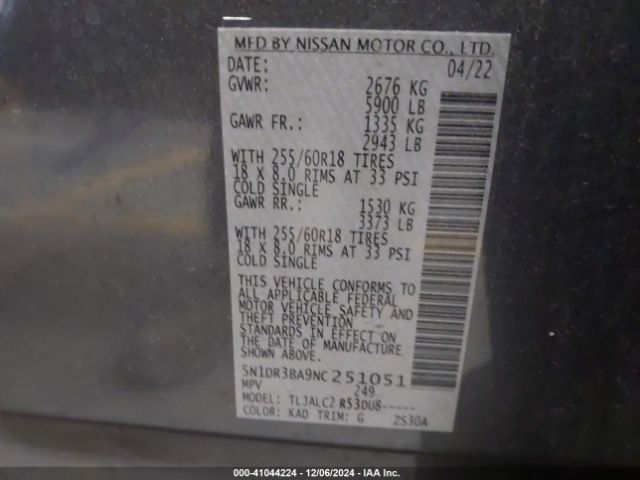 MFD BY NISSAN MOTOR CO., LTD.
DATE: 04/22
GVWR: 2676 KG
5900 LB
GAWR FR.: 1335 KG
2943 LB
WITH 255/60R18 TIRES
18 X 8.0 RIMS AT 33 PSI
COLD SINGLE
GAWR RR.: 1530 KG
3373 LB
WITH 255/60R18 TIRES
18 X 8.0 RIMS AT 33 PSI
COLD SINGLE
THIS VEHICLE CONFORMS TO
ALL APPLICABLE FEDERAL
MOTOR VEHICLE SAFETY AND
THEFT PREVENTION
STANDARDS IN EFFECT ON
THE DATE OF MANUFACTURE
SHOWN ABOVE.
5N1DR3BA9NC251051
MPV 249
MODEL: TLJALC2 R53DU8-----
COLOR: KAD TRIM: G 2S30A
000-41044224 - 12/06/2024 - IAA Inc.